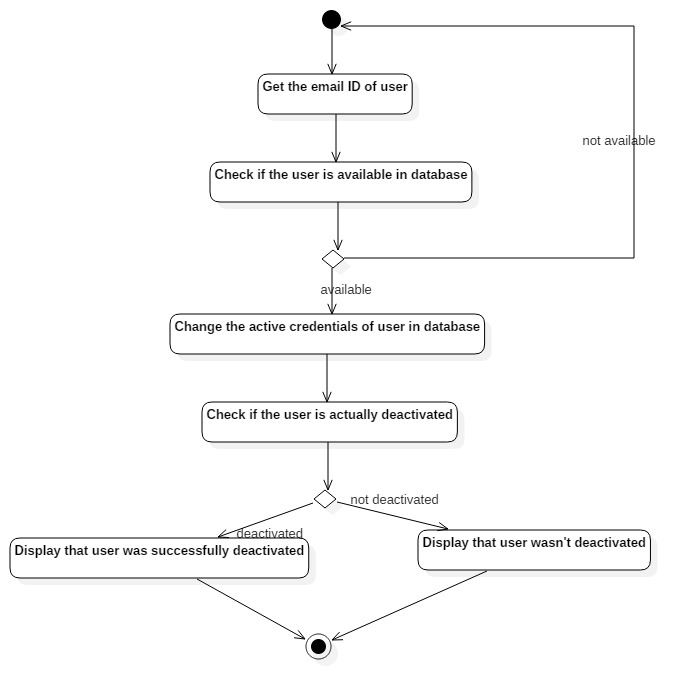 Get the email ID of user
not available
Check if the user is available in database
available
Change the active credentials of user in database
Check if the user is actually deactivated
not deactivated
deactivated
Display that user was successfully deactivated
Display that user wasn't deactivated